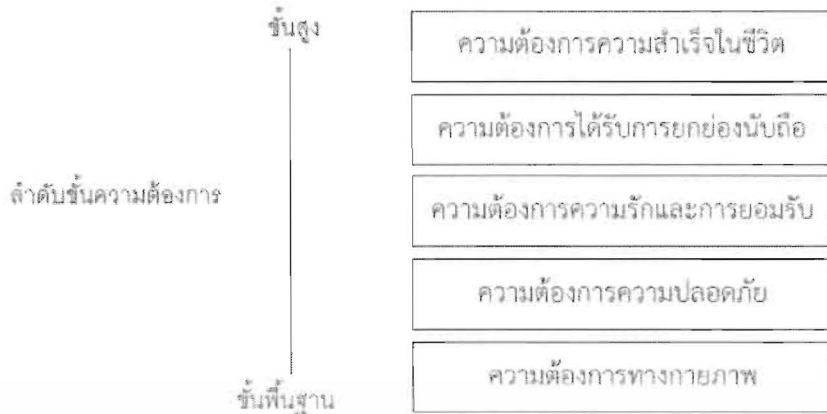 ขั้นสูง
ความต้องการความสำเร็จในชีวิต
ความต้องการได้รับการยกย่องนับถือ
ลำดับขั้นความต้องการ
ความต้องการความรักและการยอมรับ
ความต้องการความปลอดภัย
ความต้องการทางกายภาพ
ขั้นพื้นฐาน